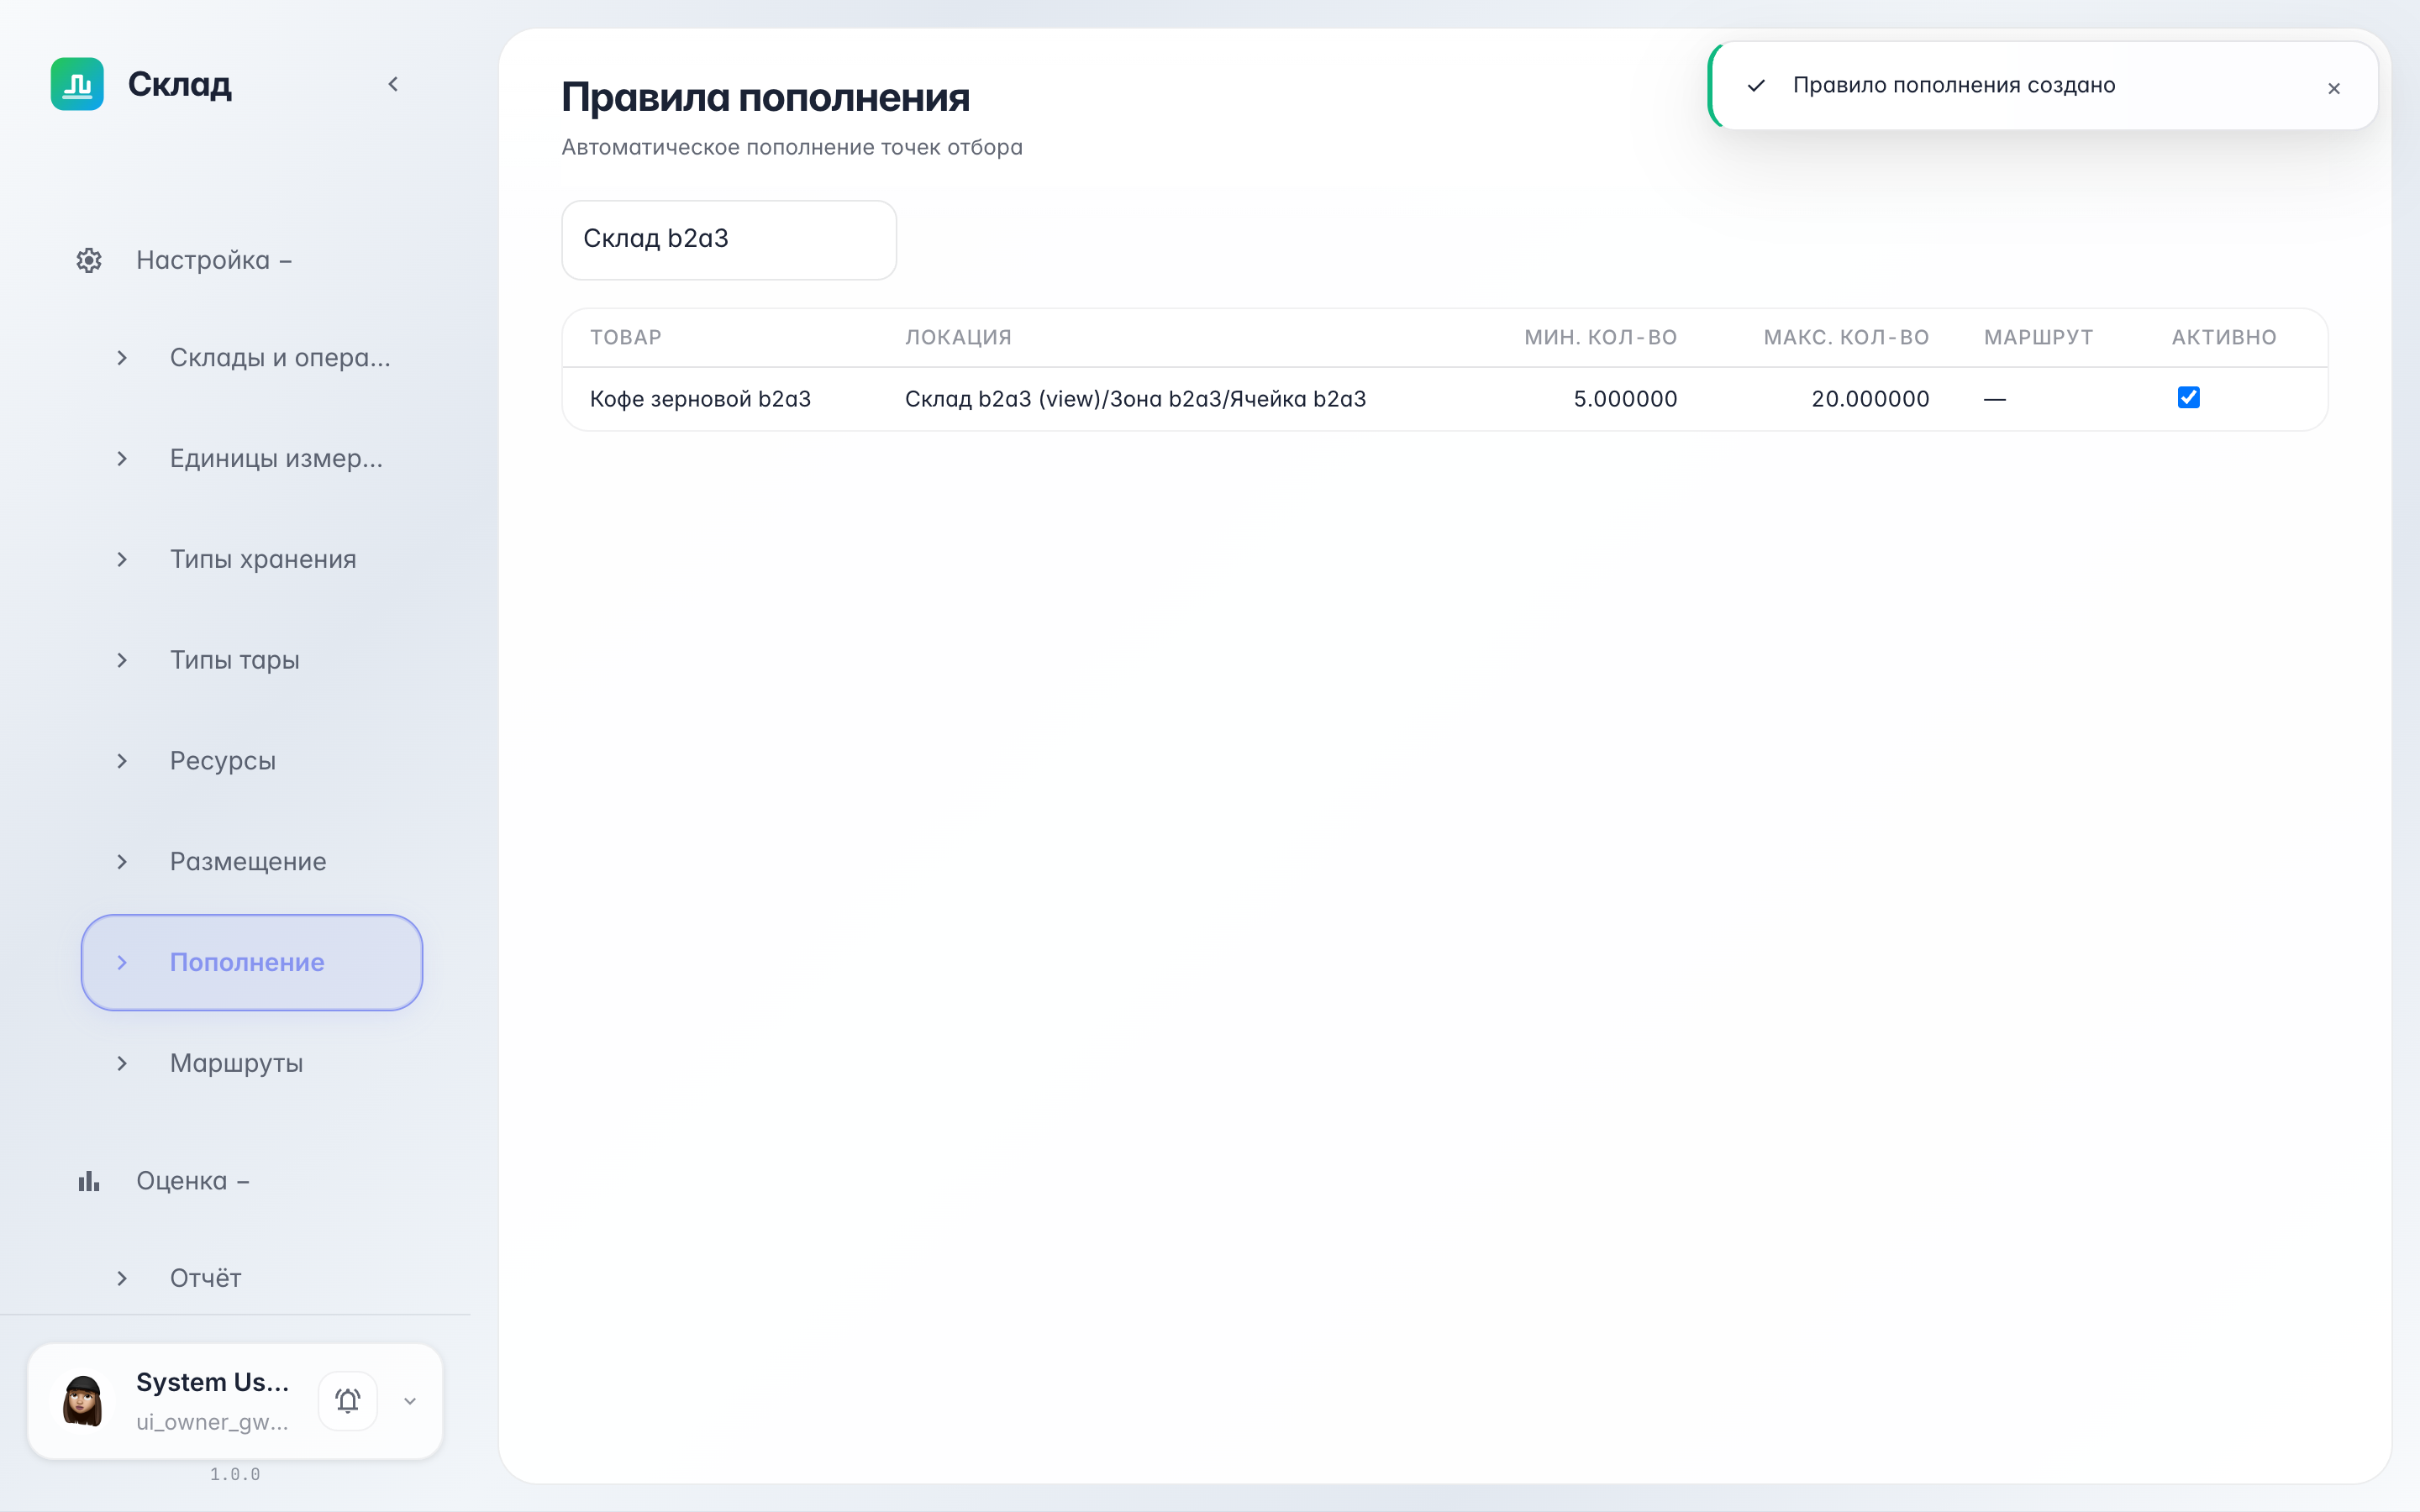 Склад
Настройка –
Склады и опера...
Единицы измер...
Типы хранения
Типы тары
Ресурсы
Размещение
Пополнение
Маршруты
Оценка –
Отчёт
System Us...
ui_owner_gw...
1.0.0
Правила пополнения
Автоматическое пополнение точек отбора
Правило пополнения создано
Склад b2a3
ТОВАР ЛОКАЦИЯ МИН. КОЛ-ВО МАКС. КОЛ-ВО МАРШРУТ АКТИВНО
Кофе зерновой b2a3 Склад b2a3 (view)/Зона b2a3/Ячейка b2a3 5.000000 20.000000 —